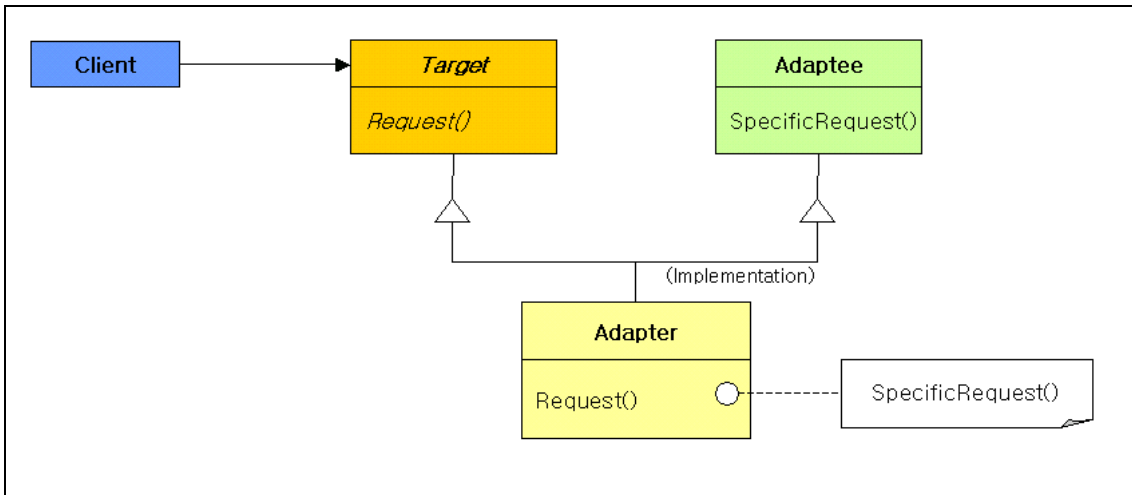 Client
Target
Request()
Adaptee
SpecificRequest()
(Implementation)
Adapter
Request()
SpecificRequest()